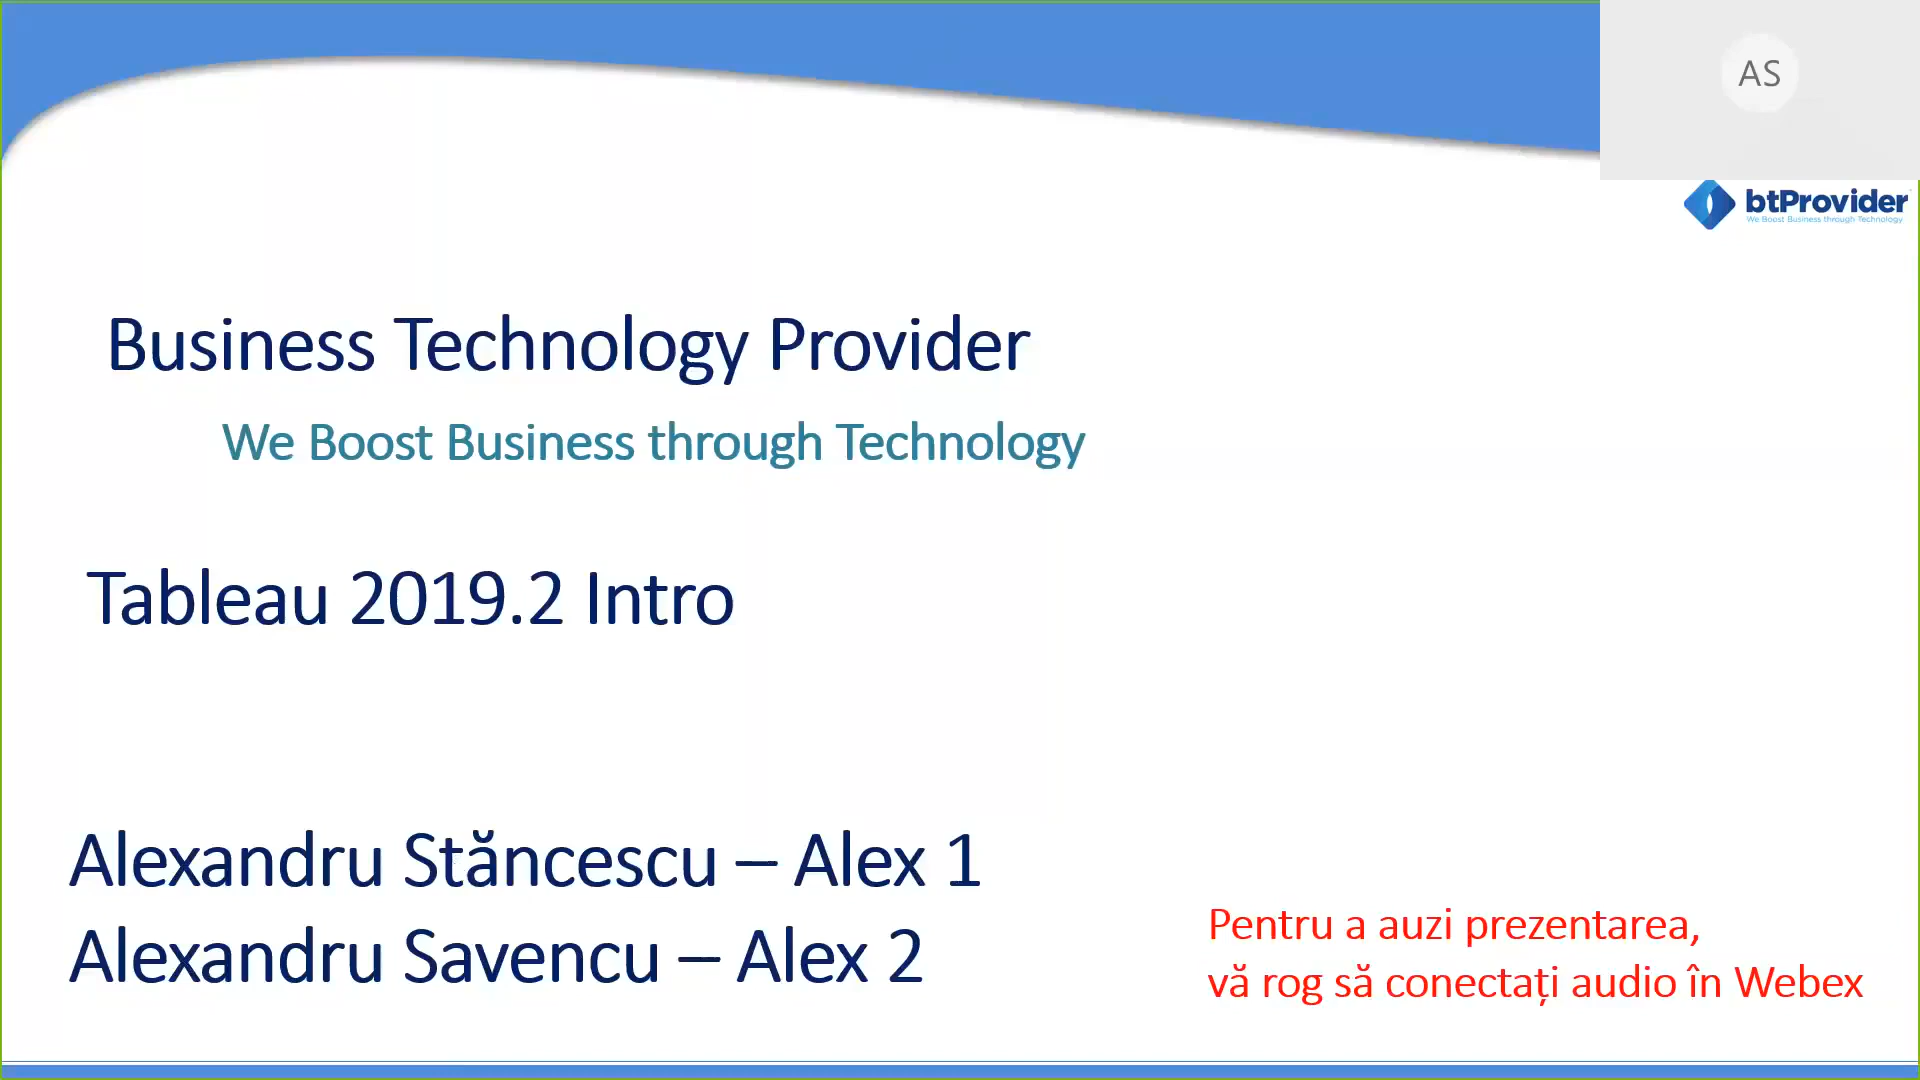 AS
btProvider
We Boost Business through Technology
Business Technology Provider
We Boost Business through Technology
Tableau 2019.2 Intro
Alexandru Stăncescu – Alex 1
Alexandru Savencu – Alex 2
Pentru a auzi prezentarea,
vă rog să conectați audio în Webex